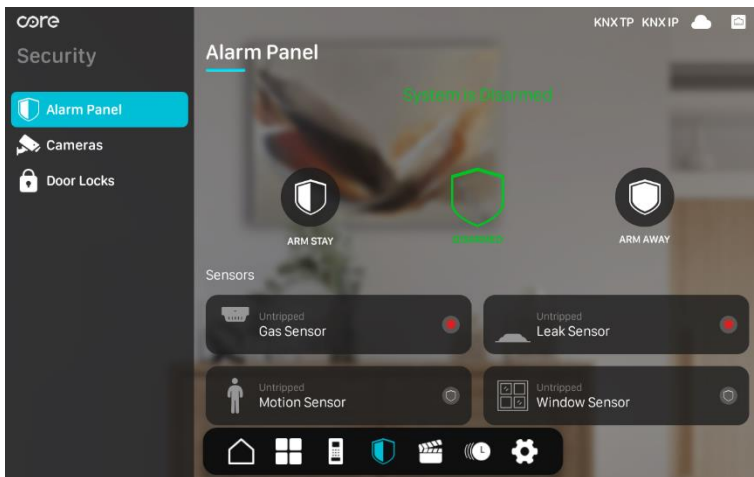 core
KNX TP KNX IP
Security
Alarm Panel
Alarm Panel
Cameras
Door Locks
System is Disarmed
ARM STAY
ARM AWAY
Sensors
Untripped
Gas Sensor
Untripped
Leak Sensor
Untripped
Motion Sensor
Untripped
Window Sensor